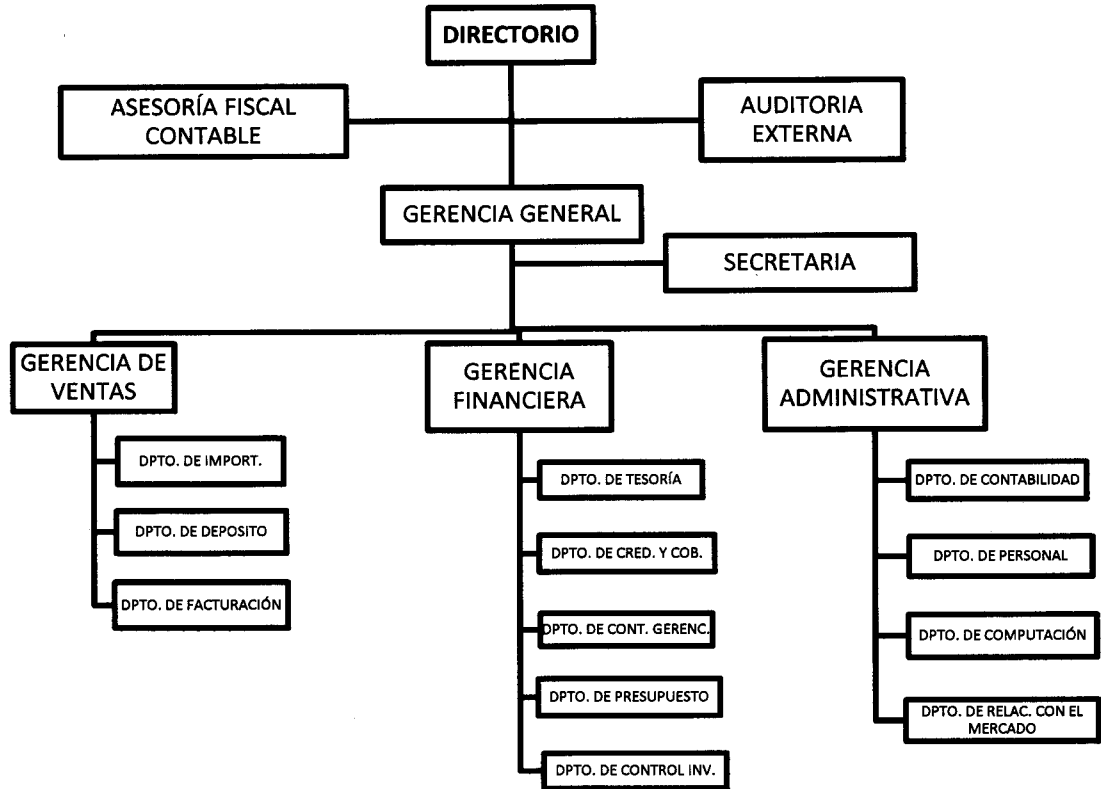 DIRECTORIO
ASESORÍA FISCAL
CONTABLE
AUDITORIA
EXTERNA
GERENCIA GENERAL
SECRETARIA
GERENCIA DE
VENTAS
DPTO. DE IMPORT.
DPTO. DE DEPOSITO
DPTO. DE FACTURACIÓN
GERENCIA
FINANCIERA
DPTO. DE TESORÍA
DPTO. DE CRED. Y COB.
DPTO. DE CONT. GERENC.
DPTO. DE PRESUPUESTO
DPTO. DE CONTROL INV.
GERENCIA
ADMINISTRATIVA
DPTO. DE CONTABILIDAD
DPTO. DE PERSONAL
DPTO. DE COMPUTACIÓN
DPTO. DE RELAC. CON EL
MERCADO